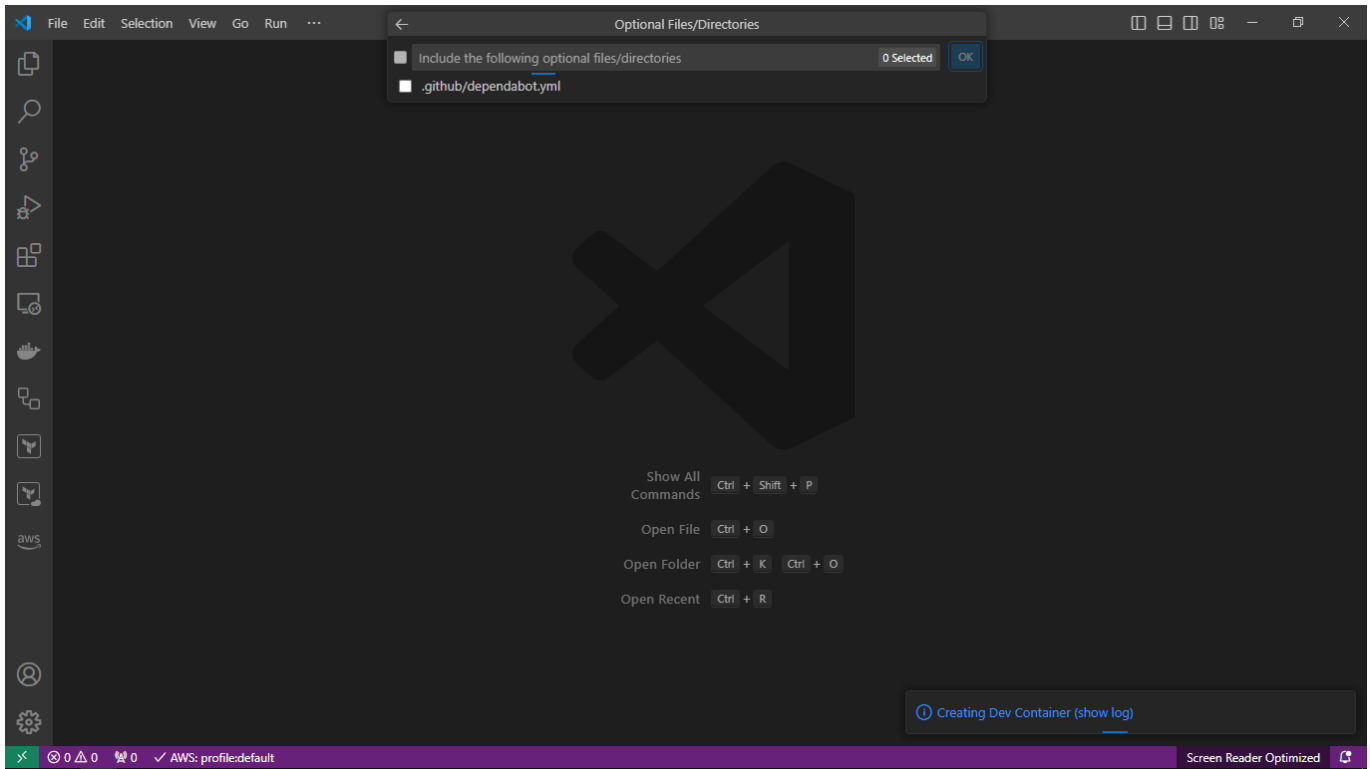 File Edit Selection View Go Run ···
Optional Files/Directories
Include the following optional files/directories 0 Selected OK
.github/dependabot.yml
aws
Show All
Commands Ctrl + Shift + P
Open File Ctrl + O
Open Folder Ctrl + K Ctrl + O
Open Recent Ctrl + R
Creating Dev Container (show log)
0 0 0 AWS: profile:default Screen Reader Optimized